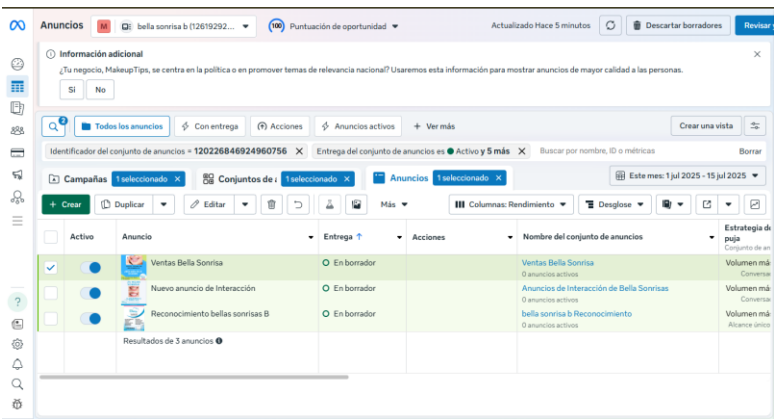 Anuncios M bella sonrisa b (12619292... 100 Puntuación de oportunidad Actualizado Hace 5 minutos Descartar borradores Revisar y
Información adicional
¿Tu negocio, MakeupTips, se centra en la política o en promover temas de relevancia nacional? Usaremos esta información para mostrar anuncios de mayor calidad a las personas.
Si No
2 Todos los anuncios Con entrega Acciones Anuncios activos + Ver más Crear una vista
Identificador del conjunto de anuncios = 120226846924960756 X Entrega del conjunto de anuncios es Activo y 5 más X Buscar por nombre, ID o métricas Borrar
Campañas 1 seleccionado X Conjuntos de a 1 seleccionado X Anuncios 1 seleccionado X Este mes: 1 jul 2025 - 15 jul 2025
+ Crear Duplicar Editar Más Columnas: Rendimiento Desglose
Activo Anuncio Entrega ↑ Acciones Nombre del conjunto de anuncios Estrategia de
puja
Conjunto de an
Ventas Bella Sonrisa En borrador Ventas Bella Sonrisa Volumen má
0 anuncios activos Conversa
Nuevo anuncio de Interacción En borrador Anuncios de Interacción de Bella Sonrisas Volumen má
0 anuncios activos Conversa
Reconocimiento bellas sonrisas B En borrador bella sonrisa b Reconocimiento Volumen má
0 anuncios activos Alcance único
Resultados de 3 anuncios